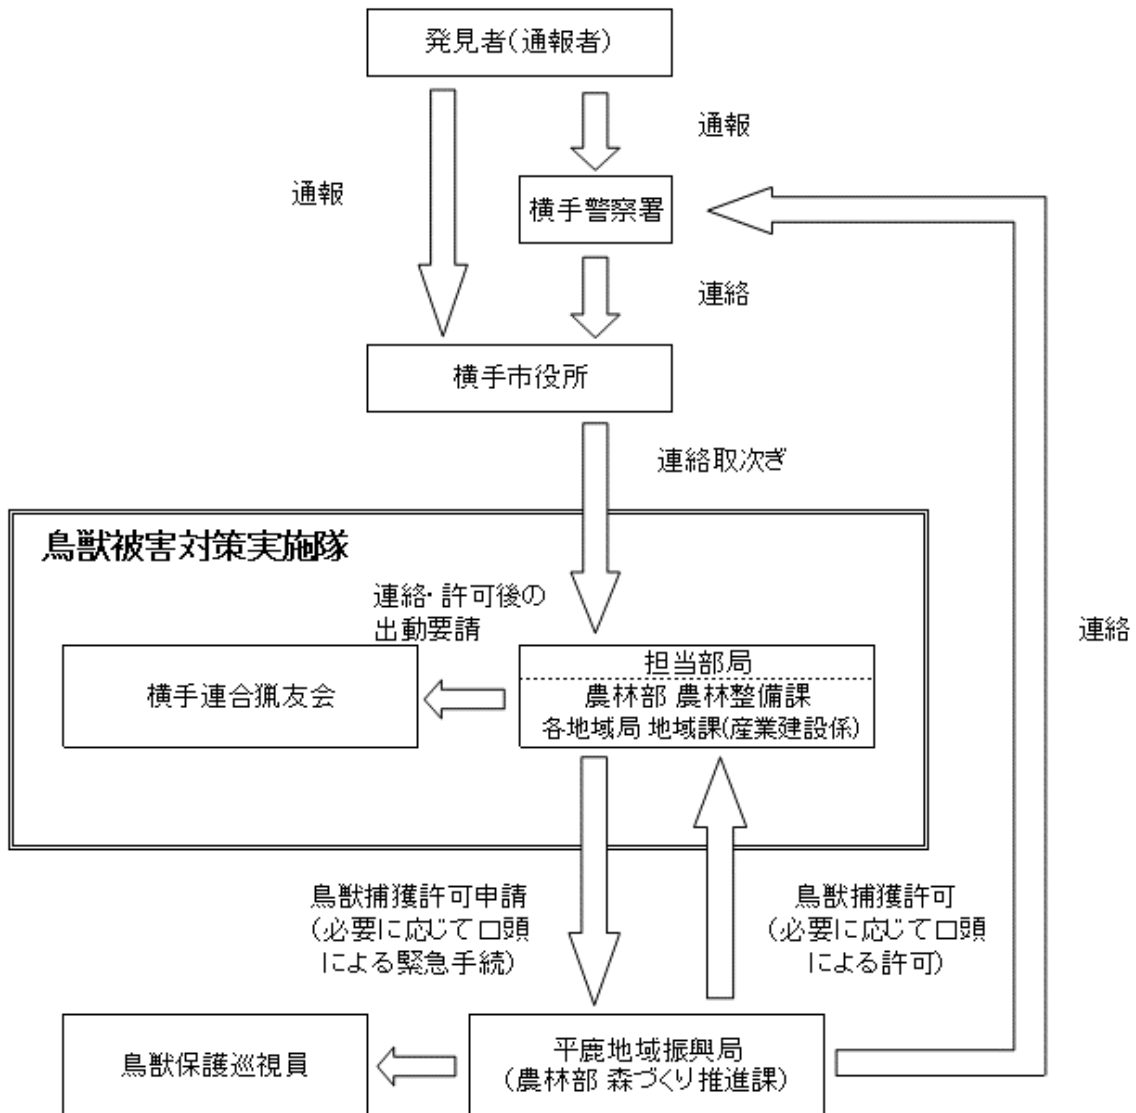 発見者(通報者)
通報
通報
横手警察署
連絡
横手市役所
連絡取次ぎ
鳥獣被害対策実施隊
連絡・許可後の
出動要請
横手連合猟友会
担当部局
農林部 農林整備課
各地域局 地域課(産業建設係)
連絡
鳥獣捕獲許可申請
(必要に応じて口頭
による緊急手続)
鳥獣捕獲許可
(必要に応じて口頭
による許可)
鳥獣保護巡視員
平鹿地域振興局
(農林部 森づくり推進課)